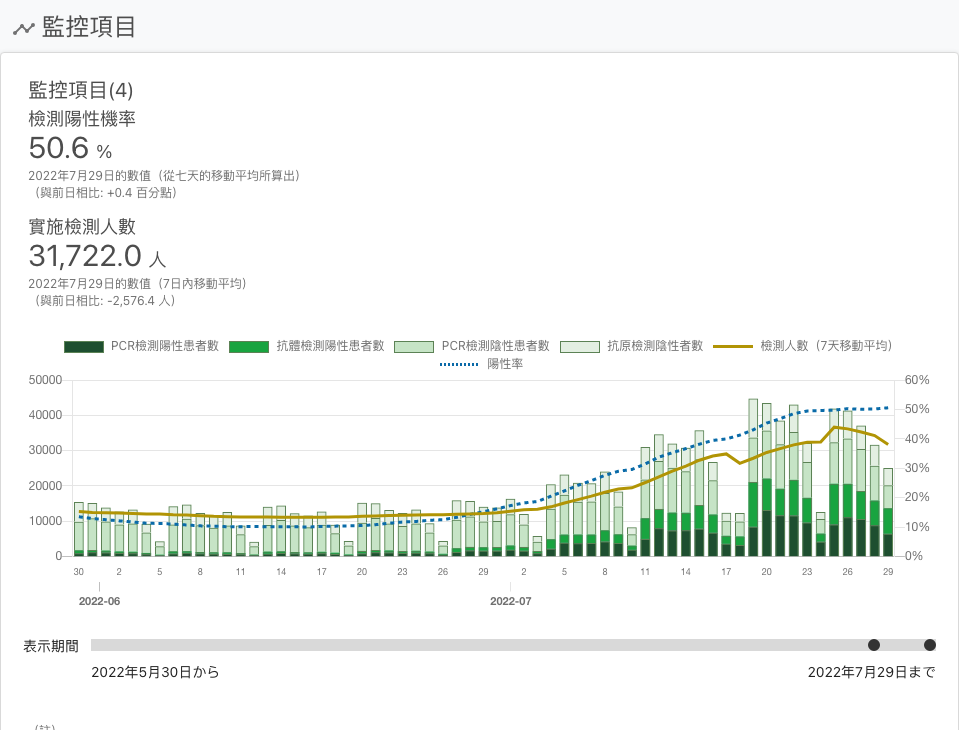 監控項目
監控項目(4)
檢測陽性機率
50.6 %
2022年7月29日的數值（從七天的移動平均所算出）
（與前日相比: +0.4 百分點）
實施檢測人數
31,722.0 人
2022年7月29日的數值（7日內移動平均）
（與前日相比: -2,576.4 人）
PCR檢測陽性患者數 抗體檢測陽性患者數 PCR檢測陰性患者數 抗原檢測陰性者數 檢測人數（7天移動平均）
陽性率
50000 60%
50%
40000
40%
30000
30%
20000
20%
10000
10%
0 0%
30 2 5 8 11 14 17 20 23 26 29 2 5 8 11 14 17 20 23 26 29
2022-06 2022-07
表示期間
2022年5月30日から 2022年7月29日まで
（註）